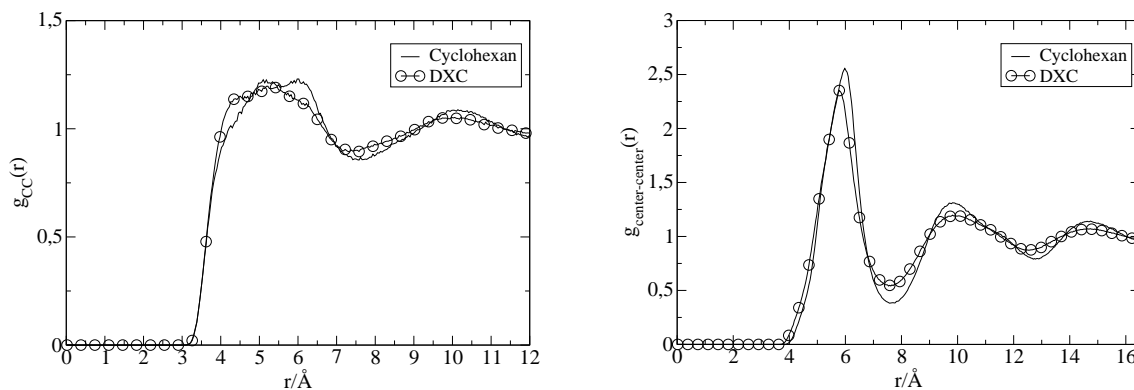 1,5
1
0,5
0
0 1 2 3 4 5 6 7 8 9 10 11 12
r/Å
gCC(r)
Cyclohexan
DXC
3
2,5
2
1,5
1
0,5
0
0 2 4 6 8 10 12 14 16
r/Å
gcenter-center(r)
Cyclohexan
DXC